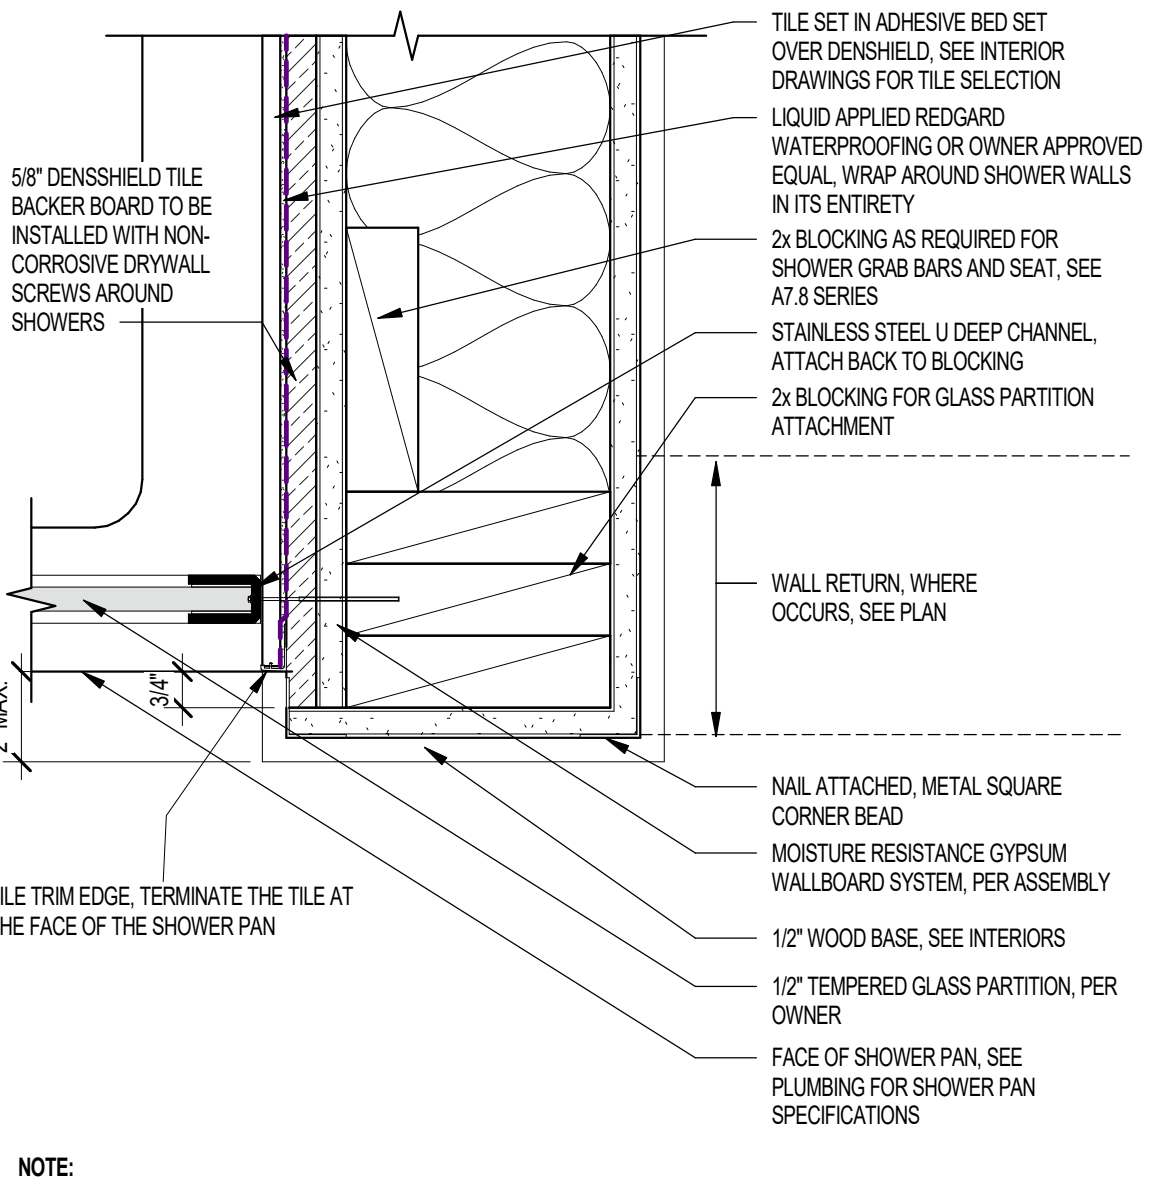 TILE SET IN ADHESIVE BED SET
OVER DENSHIELD, SEE INTERIOR
DRAWINGS FOR TILE SELECTION
LIQUID APPLIED REDGARD
WATERPROOFING OR OWNER APPROVED
EQUAL, WRAP AROUND SHOWER WALLS
IN ITS ENTIRETY
5/8" DENSSHIELD TILE
BACKER BOARD TO BE
INSTALLED WITH NON-
CORROSIVE DRYWALL
SCREWS AROUND
SHOWERS
2x BLOCKING AS REQUIRED FOR
SHOWER GRAB BARS AND SEAT, SEE
A7.8 SERIES
STAINLESS STEEL U DEEP CHANNEL,
ATTACH BACK TO BLOCKING
2x BLOCKING FOR GLASS PARTITION
ATTACHMENT
WALL RETURN, WHERE
OCCURS, SEE PLAN
2" MAX.
3/4"
NAIL ATTACHED, METAL SQUARE
CORNER BEAD
MOISTURE RESISTANCE GYPSUM
WALLBOARD SYSTEM, PER ASSEMBLY
ILE TRIM EDGE, TERMINATE THE TILE AT
HE FACE OF THE SHOWER PAN
1/2" WOOD BASE, SEE INTERIORS
1/2" TEMPERED GLASS PARTITION, PER
OWNER
FACE OF SHOWER PAN, SEE
PLUMBING FOR SHOWER PAN
SPECIFICATIONS
NOTE: